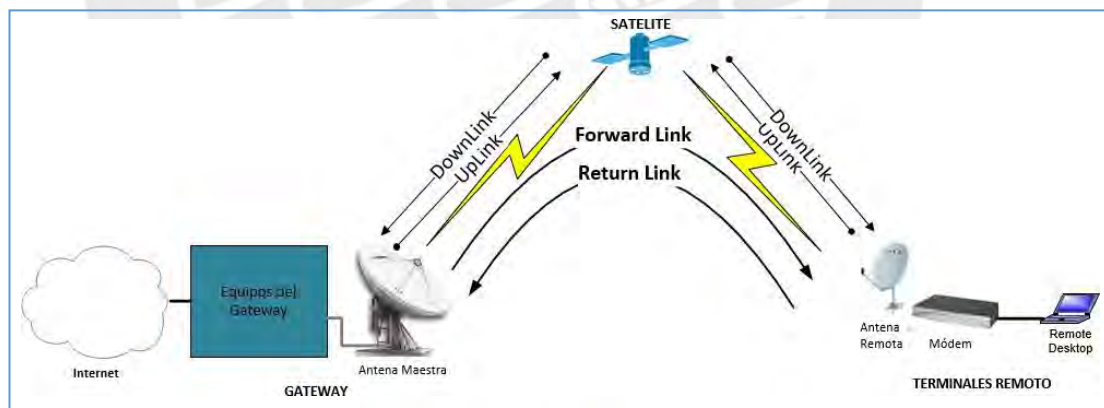 SATELITE
DownLink
UpLink
DownLink
UpLink
Forward Link
Return Link
Equipos del
Gateway
Internet
Antena Maestra
GATEWAY
Antena
Remota
Módem
Remote
Desktop
TERMINALES REMOTO